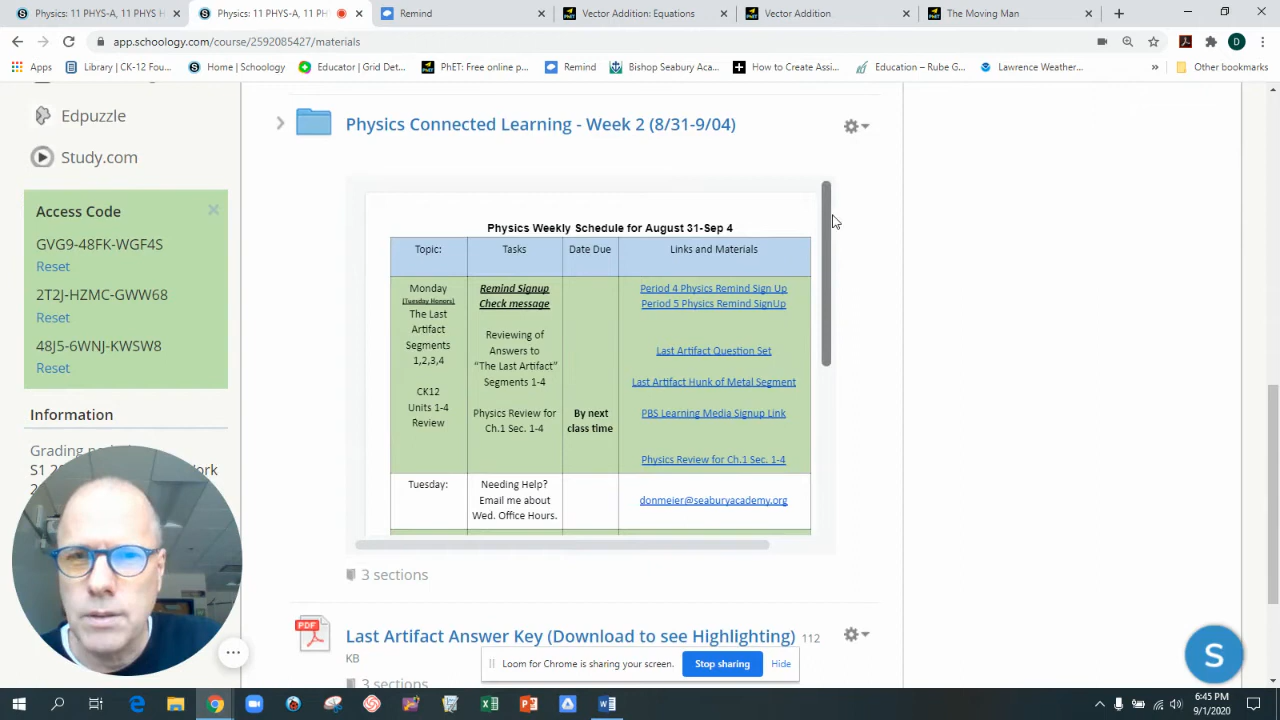 Physics: 11 PHYS-A, 11 PH
Physics: 11 PHYS-A, 11 PH
Remind
Vector Addition: Equations
Vector Addition
The Moving Man
app.schoology.com/course/2592085427/materials
D
Apps
Library | CK-12 Fou...
Home | Schoology
Educator | Grid Det...
PhET: Free online p...
Remind
Bishop Seabury Acad...
How to Create Assi...
Education – Rube G...
Lawrence Weather...
Other bookmarks
Edpuzzle
Study.com
Access Code
GVG9-48FK-WGF4S
Reset
2T2J-HZMC-GWW68
Reset
48J5-6WNJ-KWSW8
Reset
Information
Physics Connected Learning - Week 2 (8/31-9/04)
Physics Weekly Schedule for August 31-Sep 4
Topic:
Tasks
Date Due
Links and Materials
Monday
(Tuesday Honors)
The Last
Artifact
Segments
1,2,3,4
CK12
Units 1-4
Review
Remind Signup
Check message
Reviewing of
Answers to
“The Last Artifact”
Segments 1-4
Physics Review for
Ch.1 Sec. 1-4
By next
class time
Period 4 Physics Remind Sign Up
Period 5 Physics Remind SignUp
Last Artifact Question Set
Last Artifact Hunk of Metal Segment
PBS Learning Media Signup Link
Physics Review for Ch.1 Sec. 1-4
Tuesday:
Needing Help?
Email me about
Wed. Office Hours.
donmeier@seaburyacademy.org
3 sections
Last Artifact Answer Key (Download to see Highlighting) 112
KB
3 sections
Loom for Chrome is sharing your screen.
Stop sharing
Hide
S
6:45 PM
9/1/2020